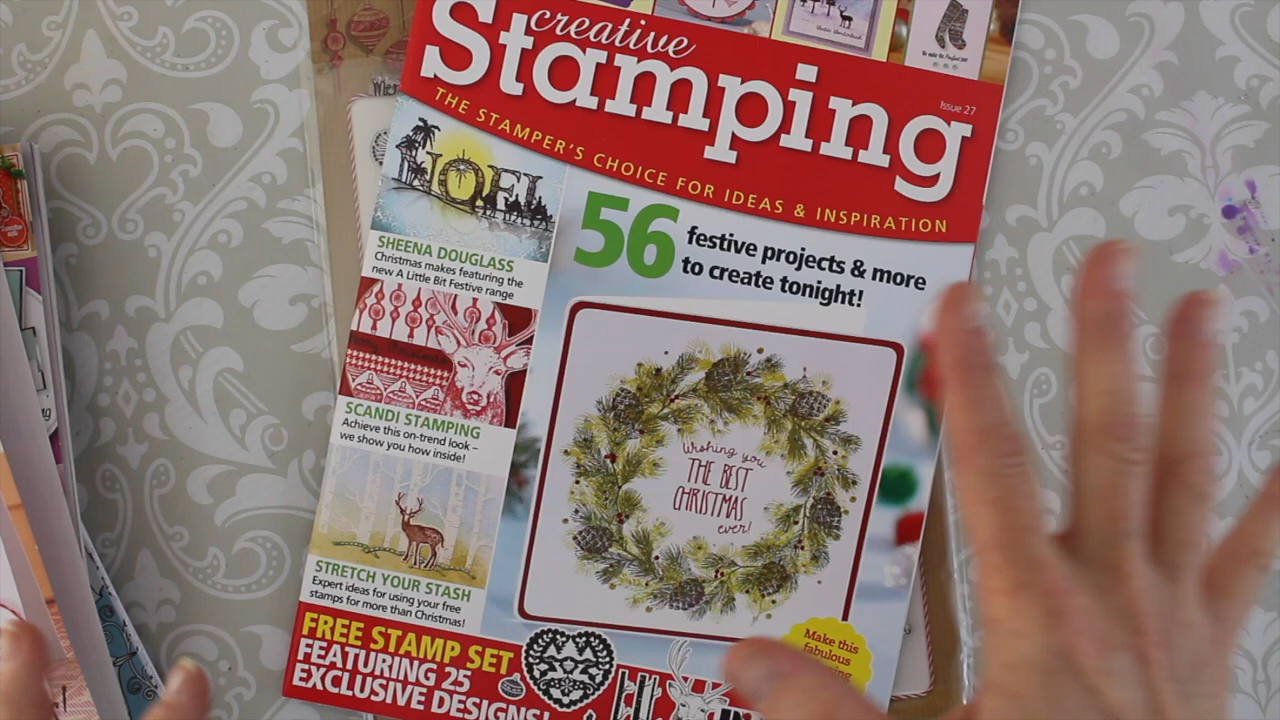 creative
Stamping
Issue 27
THE STAMPER'S CHOICE FOR IDEAS & INSPIRATION
NOEL
SHEENA DOUGLASS
Christmas makes featuring the
new A Little Bit Festive range
56 festive projects & more
to create tonight!
SCANDI STAMPING
Achieve this on-trend look –
we show you how inside!
Wishing you
THE BEST
CHRISTMAS
ever!
STRETCH YOUR STASH
Expert ideas for using your free
stamps for more than Christmas!
FREE STAMP SET
FEATURING 25
EXCLUSIVE DESIGNS!
Make this
fabulous